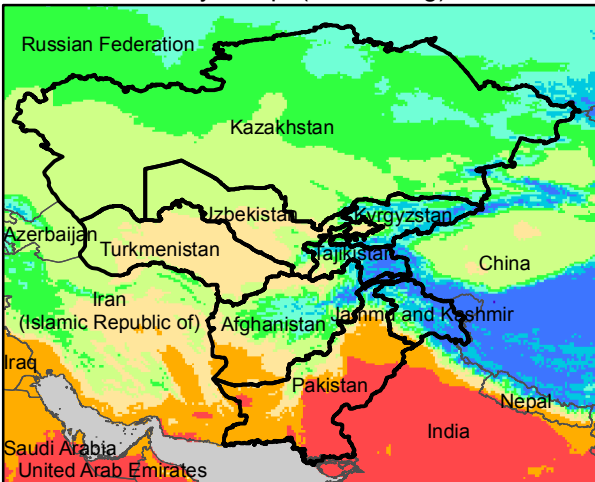 Russian Federation
Kazakhstan
Uzbekistan
Kyrgyzstan
Azerbaijan
Turkmenistan
Tajikistan
China
Iran
(Islamic Republic of)
Afghanistan
Jammu and Kashmir
Iraq
Pakistan
Nepal
India
Saudi Arabia
United Arab Emirates